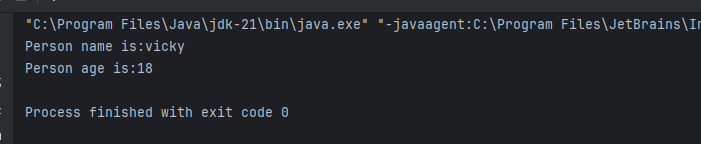 "C:\Program Files\Java\jdk-21\bin\java.exe" "-javaagent:C:\Program Files\JetBrains\In
Person name is:vicky
Person age is:18
Process finished with exit code 0